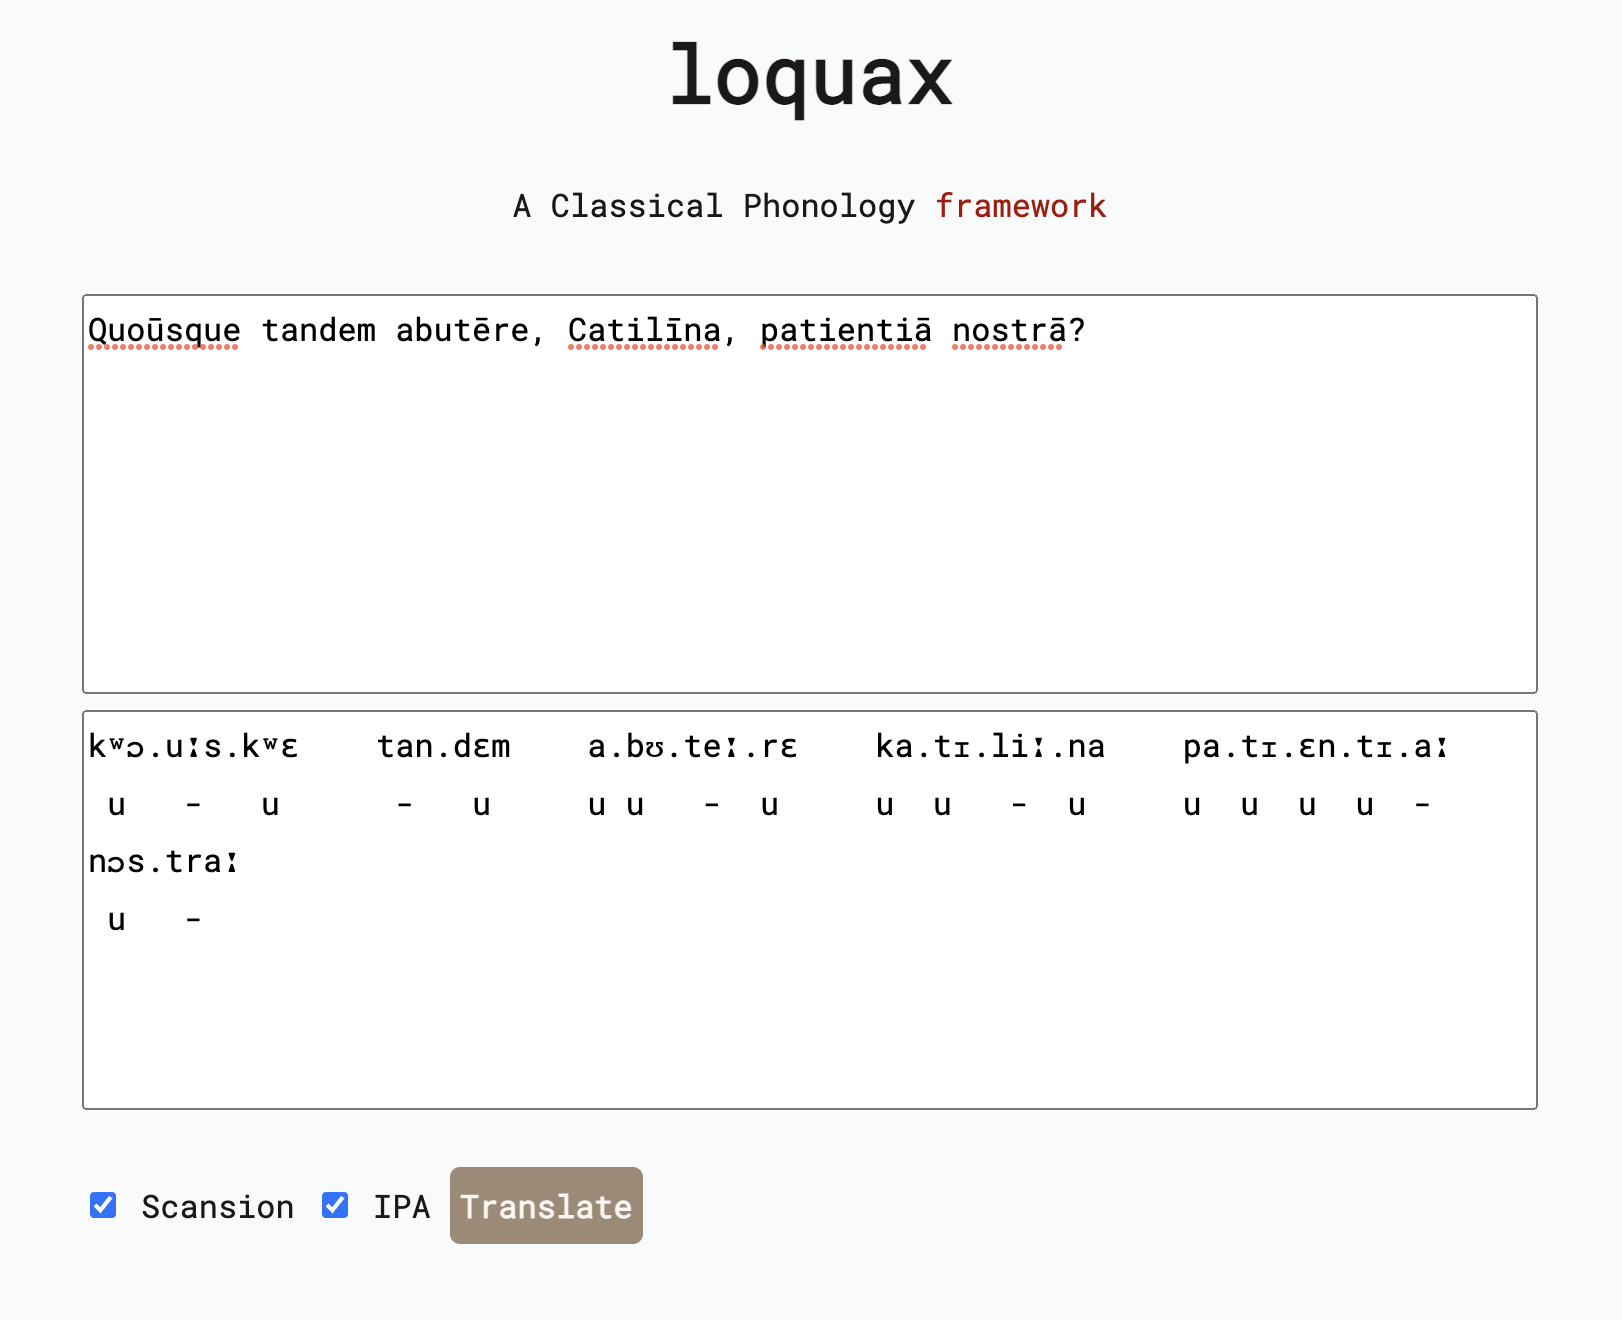 loquax
A Classical Phonology framework
Quoūsque tandem abutēre, Catilīna, patientiā nostrā?
kʷɔ.uːs.kʷɛ    tan.dɛm    a.bʊ.teː.rɛ    ka.tɪ.liː.na    pa.tɪ.ɛn.tɪ.aː
u   -   u     -   u     u u   -  u     u  u   -  u     u  u  u  u  -
nɔs.traː
u   -
Scansion IPA Translate